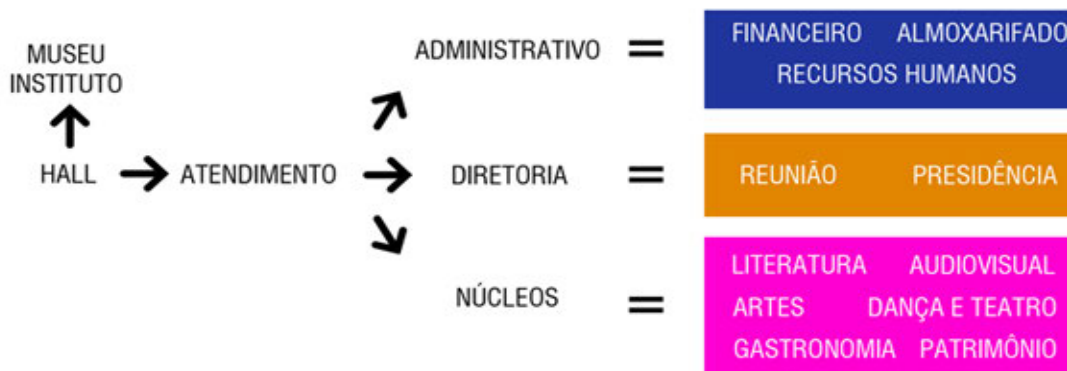 MUSEU
INSTITUTO
HALL
ATENDIMENTO
ADMINISTRATIVO =
FINANCEIRO ALMOXARIFADO
RECURSOS HUMANOS
DIRETORIA =
REUNIÃO PRESIDÊNCIA
NÚCLEOS =
LITERATURA AUDIOVISUAL
ARTES DANÇA E TEATRO
GASTRONOMIA PATRIMÔNIO